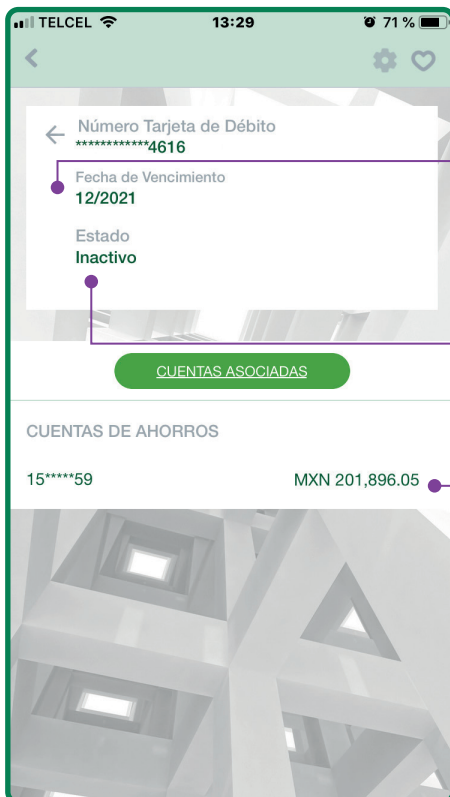 TELCEL 13:29 71 %
Número Tarjeta de Débito
************4616
Fecha de Vencimiento
12/2021
Estado
Inactivo
CUENTAS ASOCIADAS
CUENTAS DE AHORROS
15*****59 MXN 201,896.05